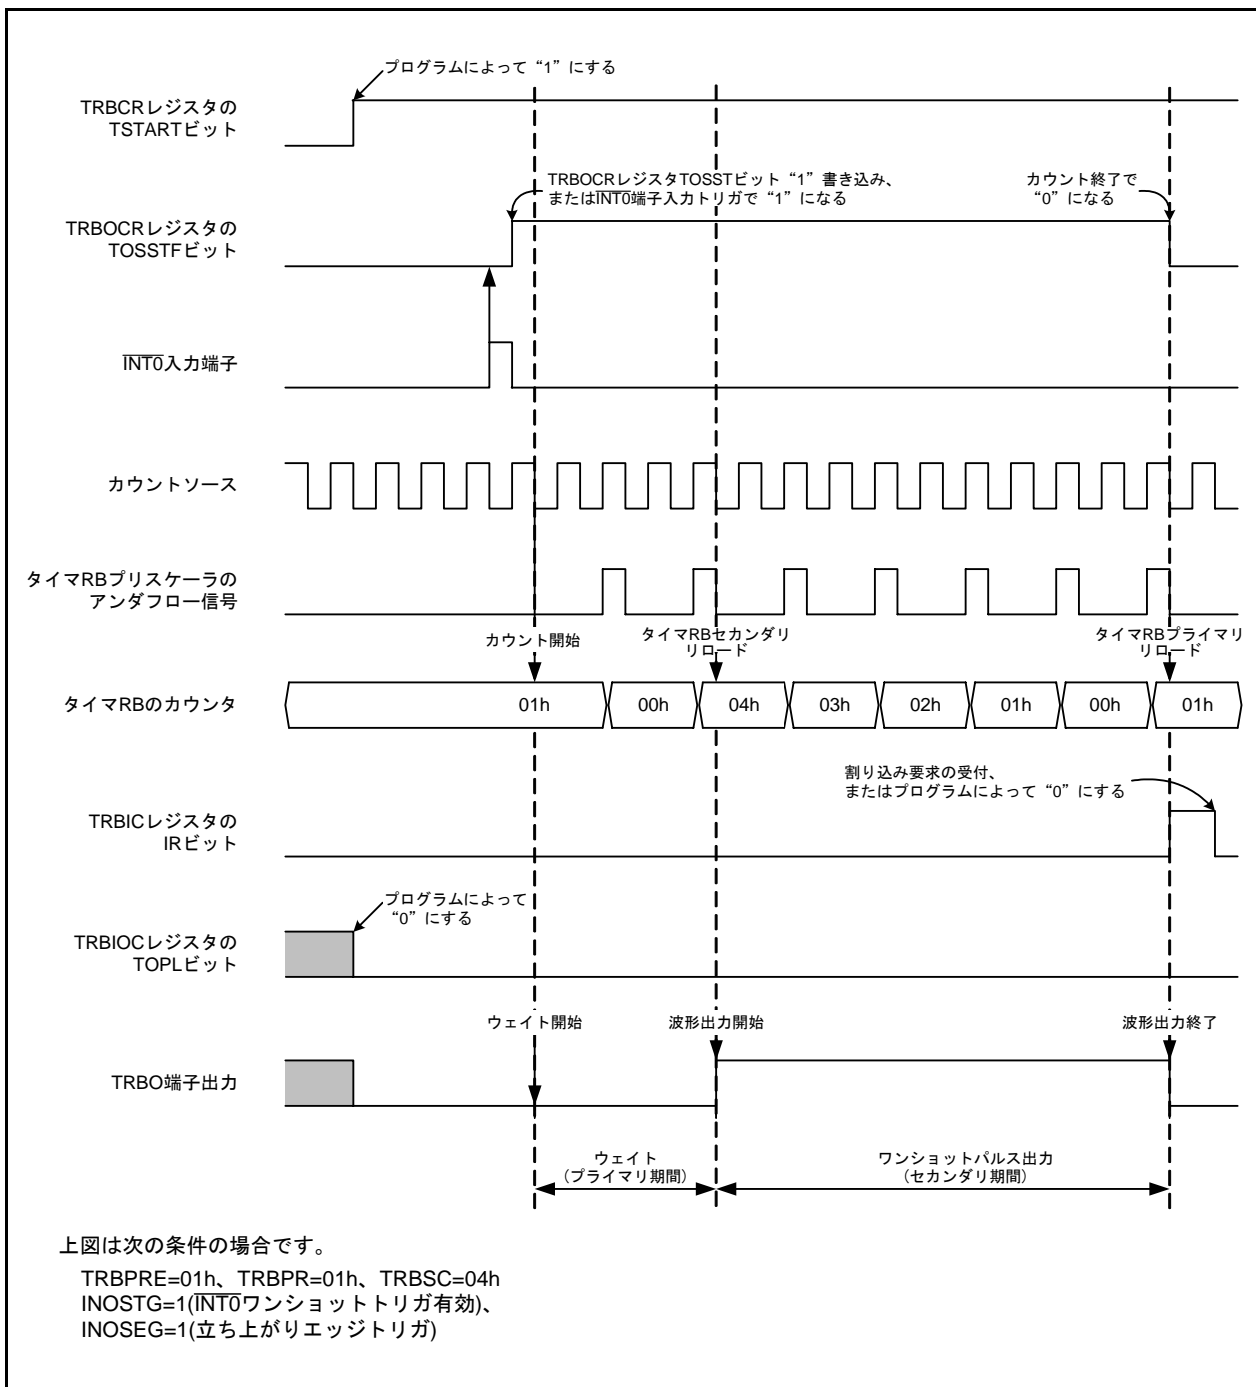 プログラムによって“1”にする
TRBCRレジスタの
TSTARTビット
TRBOCRレジスタTOSSTビット“1”書き込み、
またはINT0端子入力トリガで“1”になる
カウント終了で
“0”になる
TRBOCRレジスタの
TOSSTFビット
INT0入力端子
カウントソース
タイマRBプリスケーラの
アンダフロー信号
カウント開始
タイマRBセカンダリ
リロード
タイマRBプライマリ
リロード
タイマRBのカウンタ
01h
00h
04h
03h
02h
01h
00h
01h
割り込み要求の受付、
またはプログラムによって“0”にする
TRBICレジスタの
IRビット
プログラムによって
“0”にする
TRBIOCレジスタの
TOPLビット
ウェイト開始
波形出力開始
波形出力終了
TRBO端子出力
ウェイト
(プライマリ期間)
ワンショットパルス出力
(セカンダリ期間)
上図は次の条件の場合です。
TRBPRE=01h、TRBPR=01h、TRBSC=04h
INOSTG=1(INT0ワンショットトリガ有効)、
INOSEG=1(立ち上がりエッジトリガ)